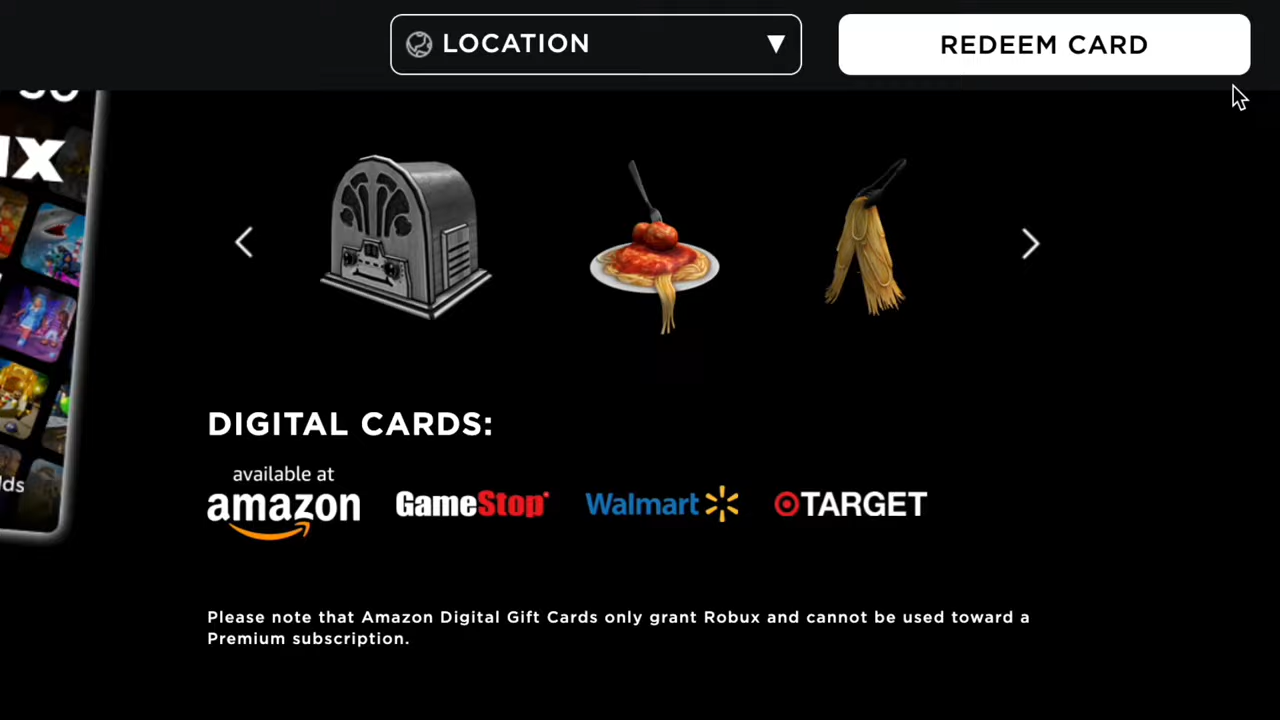 LOCATION
REDEEM CARD
DIGITAL CARDS:
available at
amazon
GameStop
Walmart
TARGET
Please note that Amazon Digital Gift Cards only grant Robux and cannot be used toward a
Premium subscription.